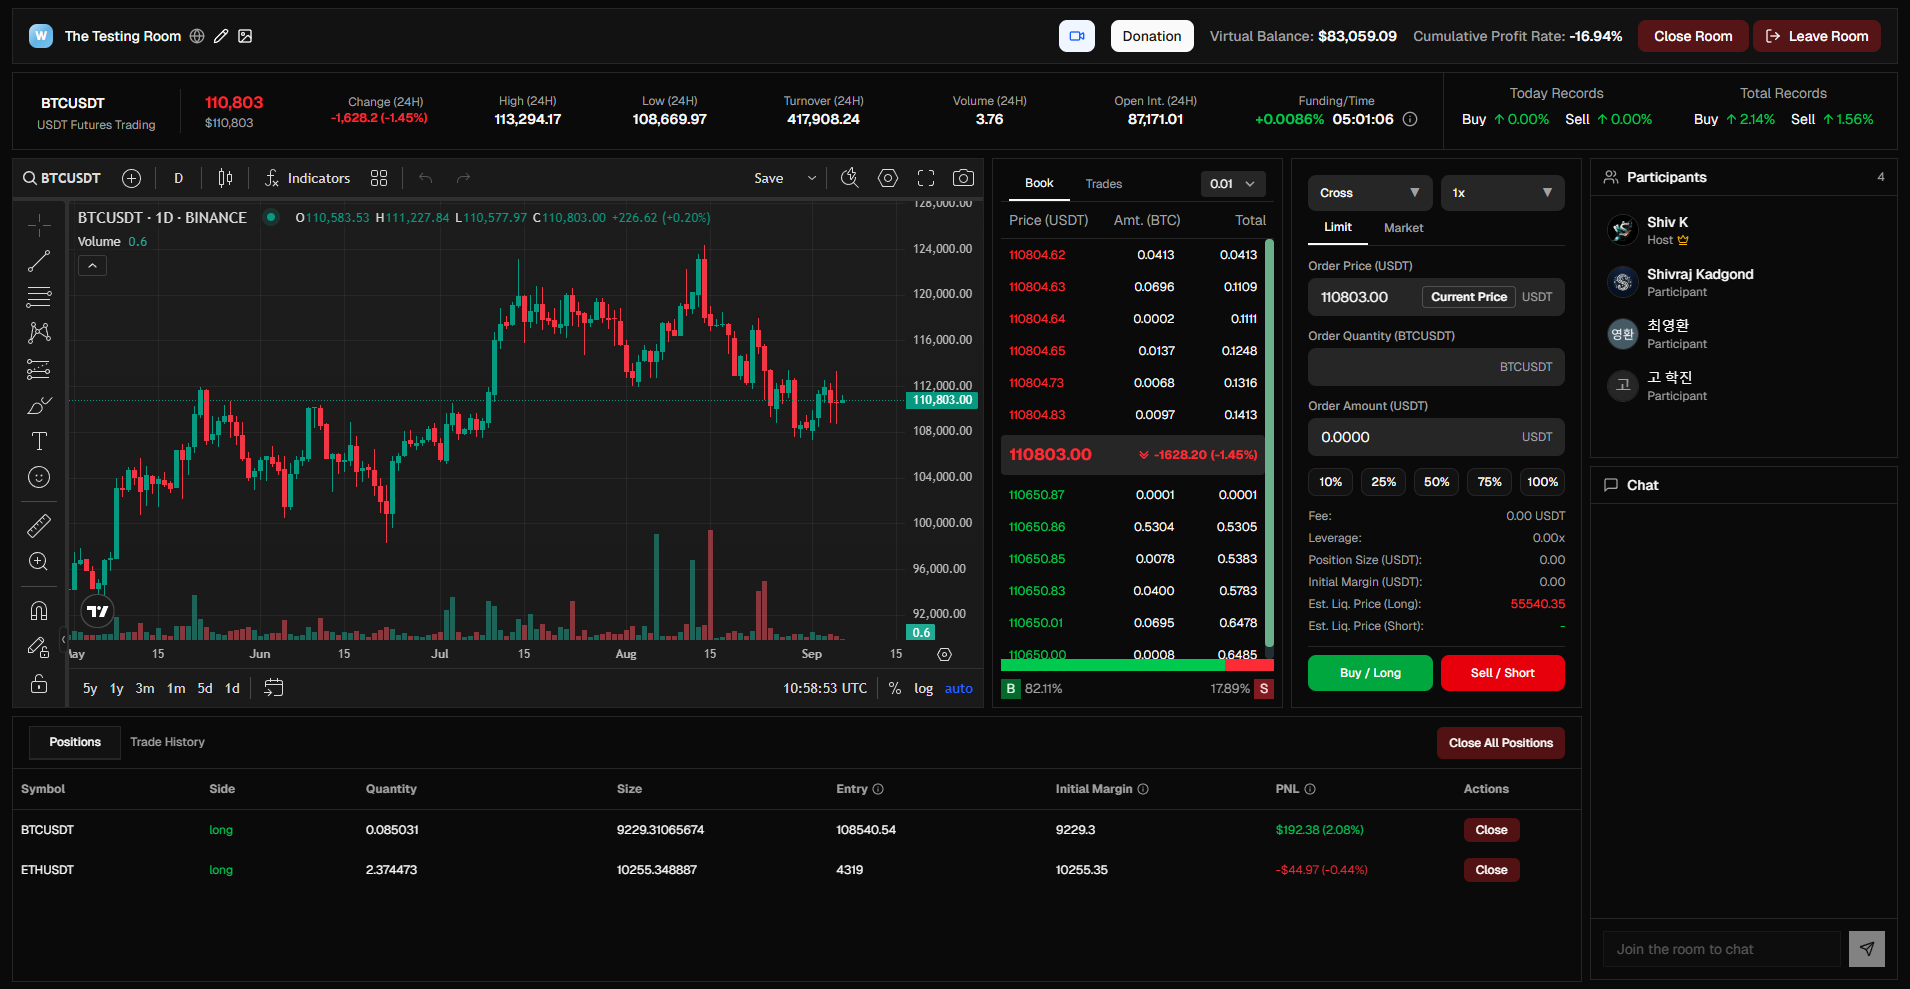 W The Testing Room
Donation Virtual Balance: $83,059.09 Cumulative Profit Rate: -16.94% Close Room Leave Room
BTCUSDT
USDT Futures Trading
110,803
$110,803
Change (24H)
-1,628.2 (-1.45%)
High (24H)
113,294.17
Low (24H)
108,669.97
Turnover (24H)
417,908.24
Volume (24H)
3.76
Open Int. (24H)
87,171.01
Funding/Time
+0.0086% 05:01:06
Today Records
Buy ↑ 0.00% Sell ↑ 0.00%
Total Records
Buy ↑ 2.14% Sell ↑ 1.56%
BTCUSDT D Indicators Save
BTCUSDT · 1D · BINANCE O110,583.53 H111,227.84 L110,577.97 C110,803.00 +226.62 (+0.20%)
Volume 0.6
128,000.00
124,000.00
120,000.00
116,000.00
112,000.00
110,803.00
108,000.00
104,000.00
100,000.00
96,000.00
92,000.00
0.6
May 15 Jun 15 Jul 15 Aug 15 Sep 15
5y 1y 3m 1m 5d 1d 10:58:53 UTC % log auto
Book Trades 0.01
Price (USDT) Amt. (BTC) Total
110804.62 0.0413 0.0413
110804.63 0.0696 0.1109
110804.64 0.0002 0.1111
110804.65 0.0137 0.1248
110804.73 0.0068 0.1316
110804.83 0.0097 0.1413
110803.00 -1628.20 (-1.45%)
110650.87 0.0001 0.0001
110650.86 0.5304 0.5305
110650.85 0.0078 0.5383
110650.83 0.0400 0.5783
110650.01 0.0695 0.6478
110650.00 0.0008 0.6485
B 82.11% 17.89% S
Cross 1x
Limit Market
Order Price (USDT)
110803.00 Current Price USDT
Order Quantity (BTCUSDT)
BTCUSDT
Order Amount (USDT)
0.0000 USDT
10% 25% 50% 75% 100%
Fee: 0.00 USDT
Leverage: 0.00x
Position Size (USDT): 0.00
Initial Margin (USDT): 0.00
Est. Liq. Price (Long): 55540.35
Est. Liq. Price (Short): -
Buy / Long Sell / Short
Participants 4
Shiv K
Host
Shivraj Kadgond
Participant
영환 최영환
Participant
고 고 학진
Participant
Chat
Join the room to chat
Positions Trade History Close All Positions
Symbol Side Quantity Size Entry Initial Margin PNL Actions
BTCUSDT long 0.085031 9229.31065674 108540.54 9229.3 $192.38 (2.08%) Close
ETHUSDT long 2.374473 10255.348887 4319 10255.35 -$44.97 (-0.44%) Close